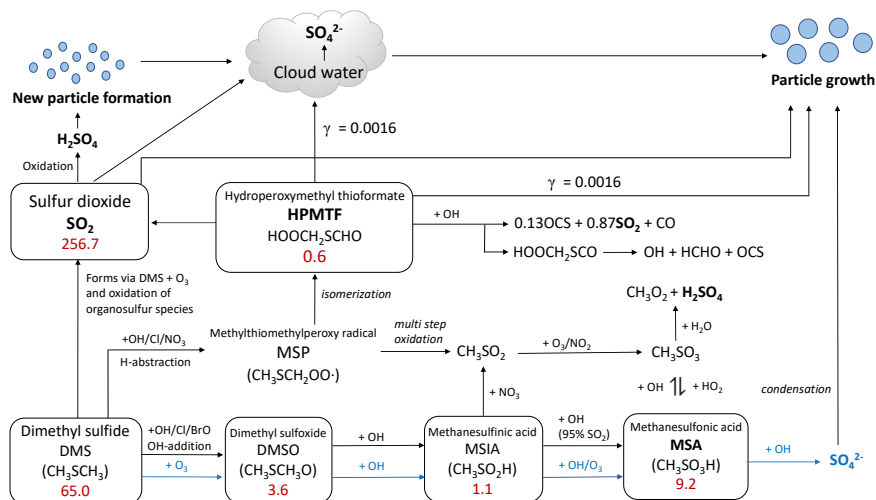 SO₄²⁻
Cloud water
New particle formation
Particle growth
H₂SO₄
Oxidation
γ = 0.0016
γ = 0.0016
Sulfur dioxide
SO₂
256.7
Hydroperoxymethyl thioformate
HPMTF
HOOCH₂SCHO
0.6
+ OH
0.13OCS + 0.87SO₂ + CO
HOOCH₂SCO
OH + HCHO + OCS
Forms via DMS + O₃
and oxidation of
organosulfur species
isomerization
CH₃O₂ + H₂SO₄
+OH/Cl/NO₃
H-abstraction
Methylthiomethylperoxy radical
MSP
(CH₃SCH₂OO·)
multi step
oxidation
CH₃SO₂
+ O₃/NO₂
+ H₂O
CH₃SO₃
+ OH
+ HO₂
condensation
+ NO₃
Dimethyl sulfide
DMS
(CH₃SCH₃)
65.0
+OH/Cl/BrO
OH-addition
+ O₃
Dimethyl sulfoxide
DMSO
(CH₃SCH₃O)
3.6
+ OH
+ OH
Methanesulfinic acid
MSIA
(CH₃SO₂H)
1.1
+ OH
(95% SO₂)
+ OH/O₃
Methanesulfonic acid
MSA
(CH₃SO₃H)
9.2
+ OH
SO₄²⁻